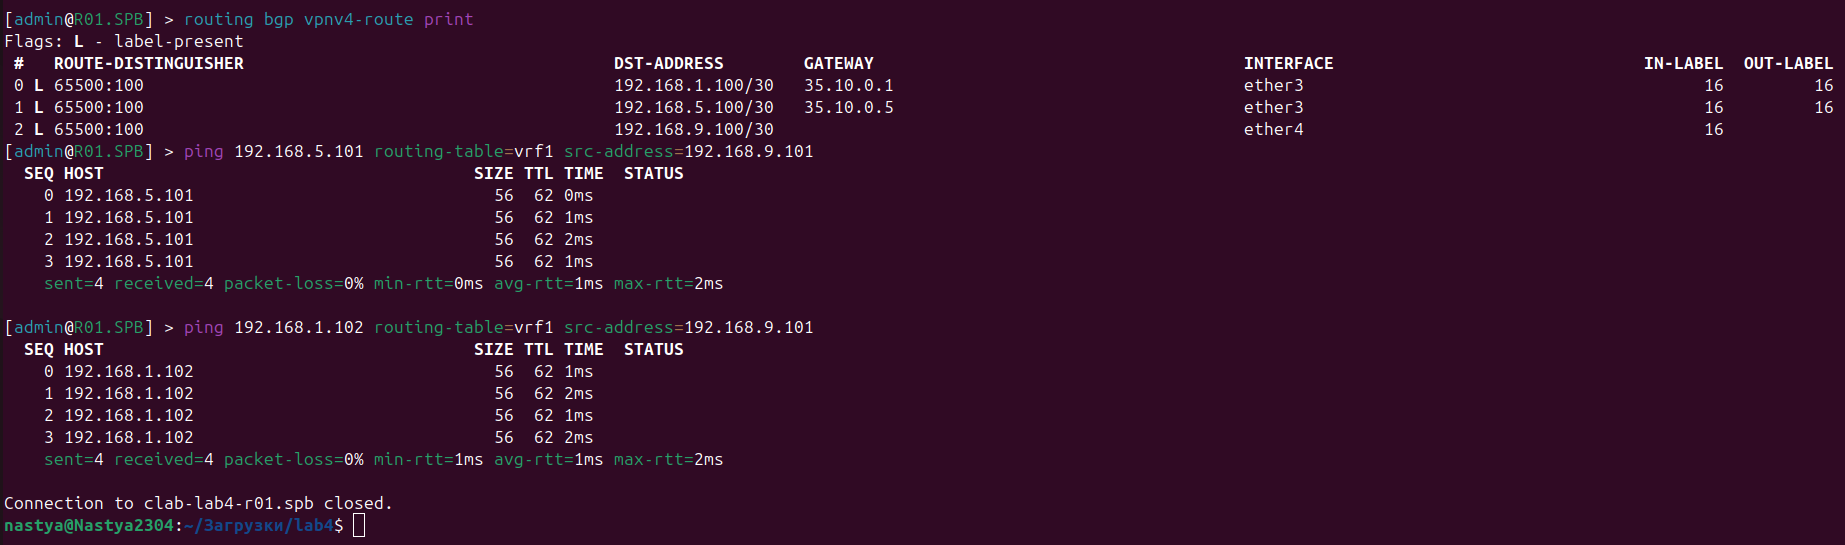 [admin@R01.SPB] > routing bgp vpnv4-route print
Flags: L - label-present
 #   ROUTE-DISTINGUISHER                                     DST-ADDRESS        GATEWAY                                     INTERFACE                               IN-LABEL  OUT-LABEL
 0 L 65500:100                                               192.168.1.100/30   35.10.0.1                                   ether3                                        16         16
 1 L 65500:100                                               192.168.5.100/30   35.10.0.5                                   ether3                                        16         16
 2 L 65500:100                                               192.168.9.100/30                                               ether4                                        16
[admin@R01.SPB] > ping 192.168.5.101 routing-table=vrf1 src-address=192.168.9.101
  SEQ HOST                                     SIZE TTL TIME  STATUS
    0 192.168.5.101                              56  62 0ms
    1 192.168.5.101                              56  62 1ms
    2 192.168.5.101                              56  62 2ms
    3 192.168.5.101                              56  62 1ms
    sent=4 received=4 packet-loss=0% min-rtt=0ms avg-rtt=1ms max-rtt=2ms
[admin@R01.SPB] > ping 192.168.1.102 routing-table=vrf1 src-address=192.168.9.101
  SEQ HOST                                     SIZE TTL TIME  STATUS
    0 192.168.1.102                              56  62 1ms
    1 192.168.1.102                              56  62 2ms
    2 192.168.1.102                              56  62 1ms
    3 192.168.1.102                              56  62 2ms
    sent=4 received=4 packet-loss=0% min-rtt=1ms avg-rtt=1ms max-rtt=2ms
Connection to clab-lab4-r01.spb closed.
nastya@Nastya2304:~/Загрузки/lab4$